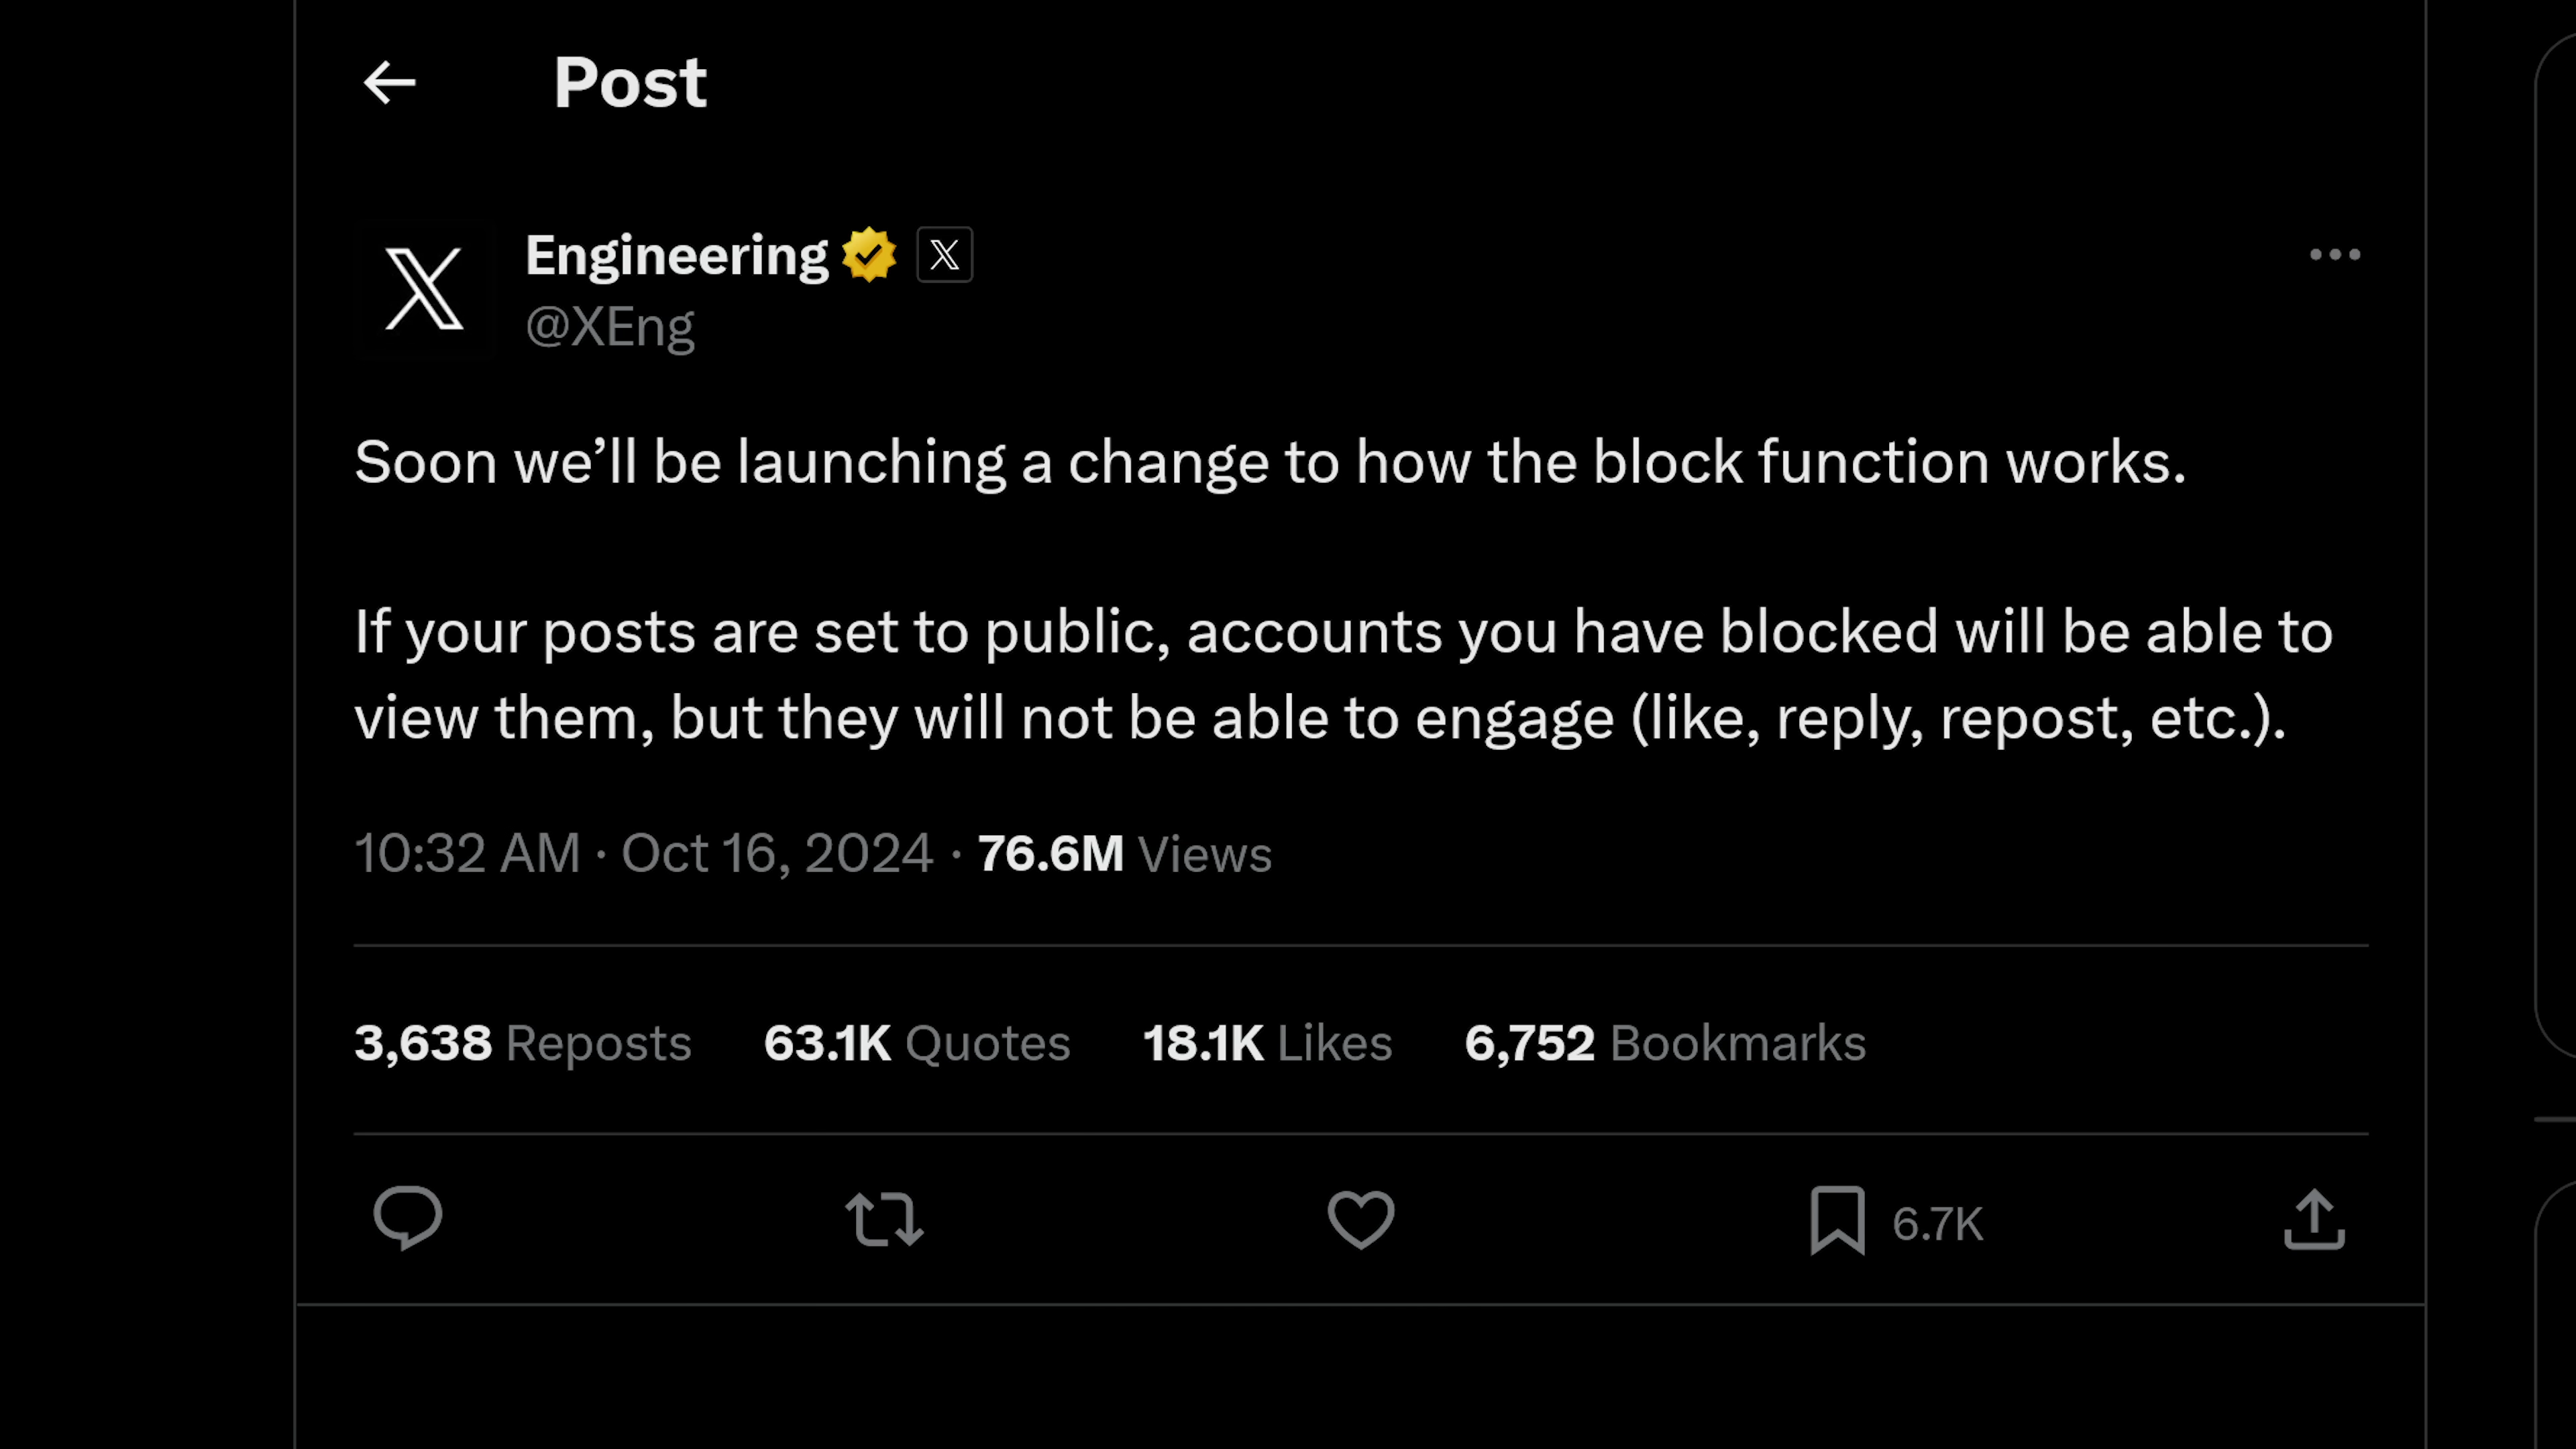 Post
Engineering
@XEng
Soon we’ll be launching a change to how the block function works.
If your posts are set to public, accounts you have blocked will be able to
view them, but they will not be able to engage (like, reply, repost, etc.).
10:32 AM · Oct 16, 2024 · 76.6M Views
3,638 Reposts 63.1K Quotes 18.1K Likes 6,752 Bookmarks
6.7K